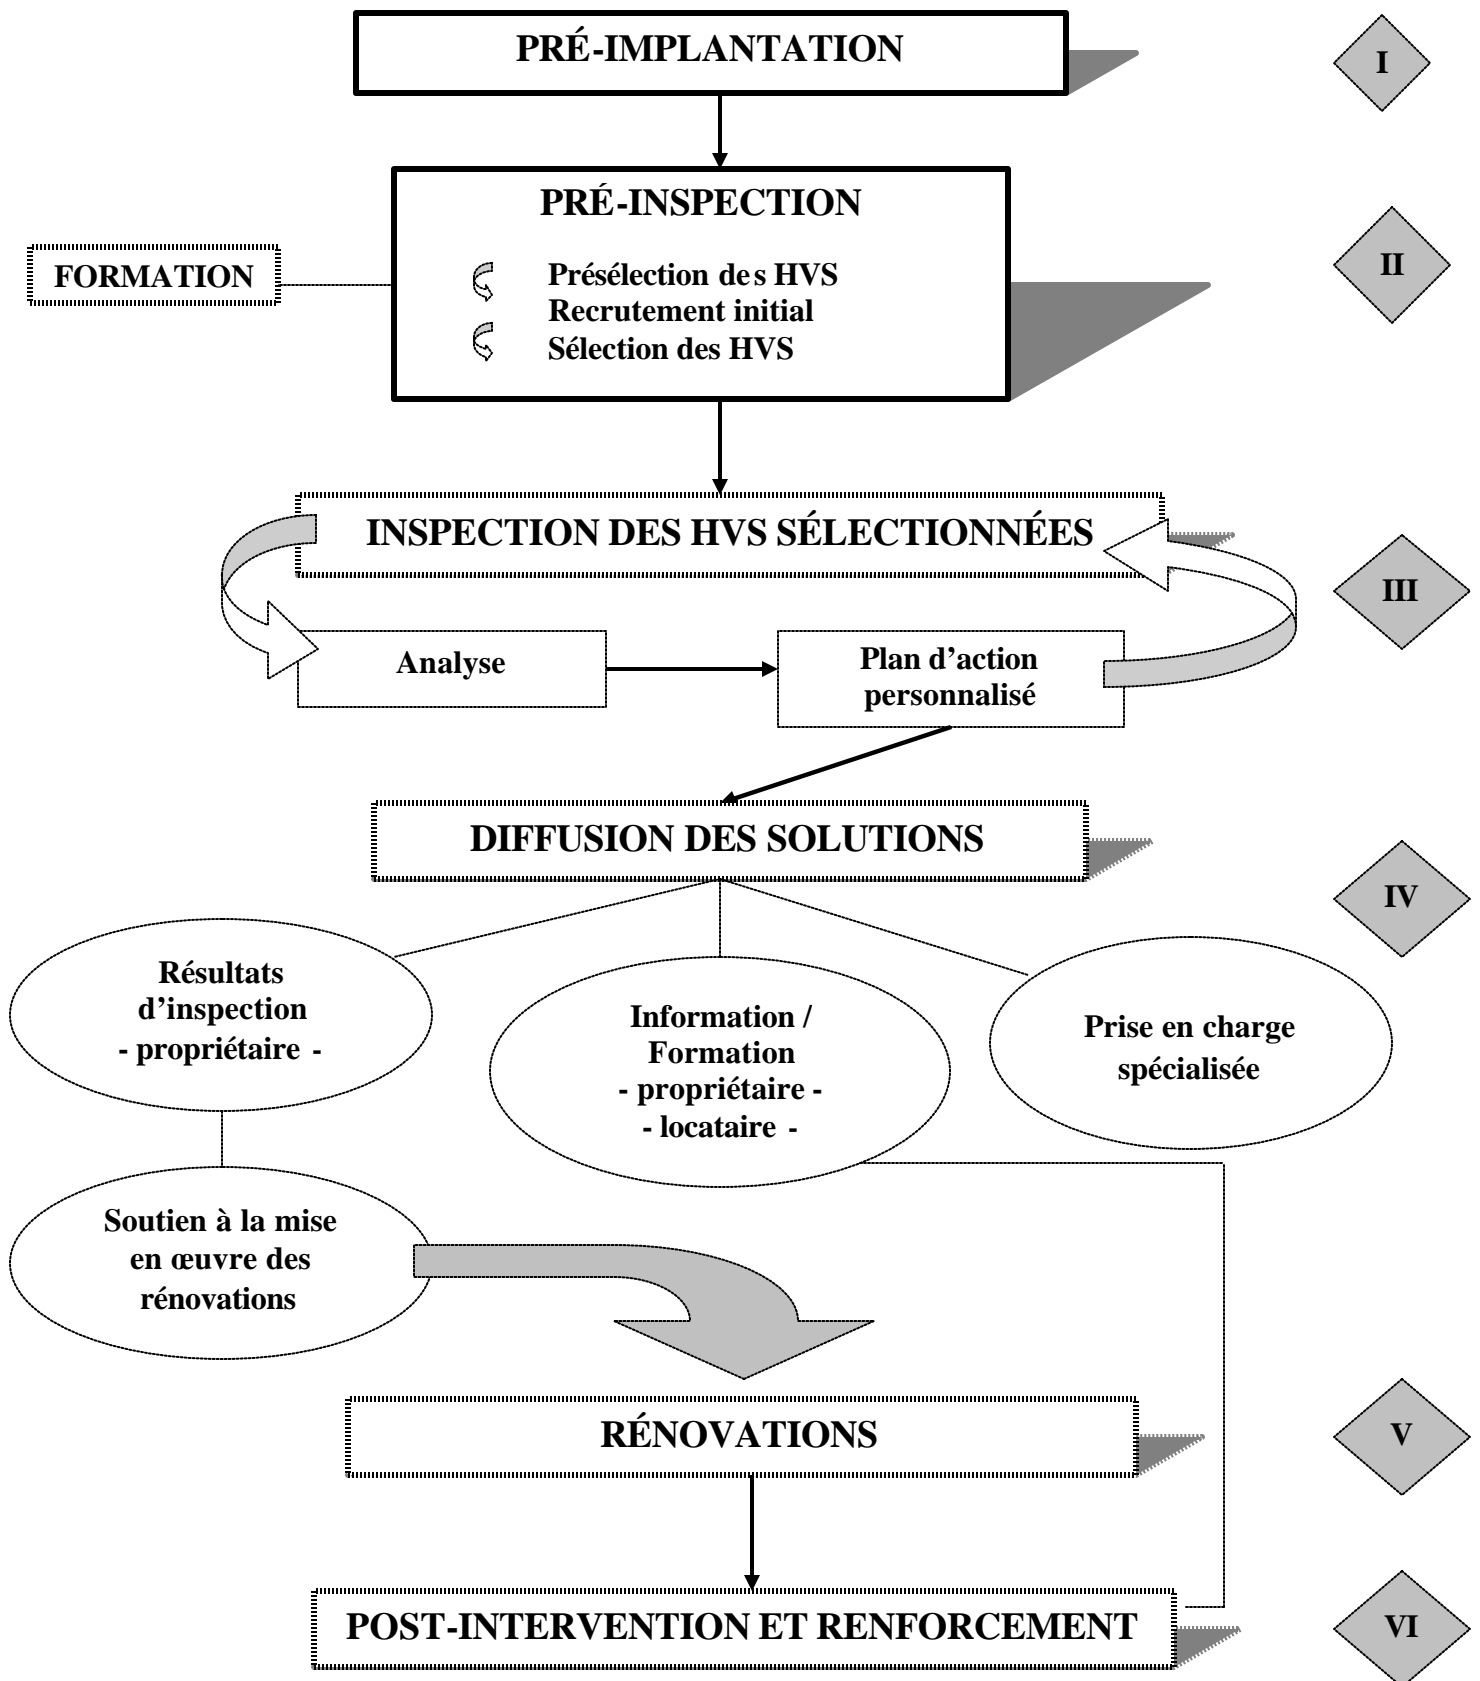 PRÉ-IMPLANTATION
I
PRÉ-INSPECTION
II
FORMATION
Présélection des HVS
Recrutement initial
Sélection des HVS
INSPECTION DES HVS SÉLECTIONNÉES
III
Analyse
Plan d’action
personnalisé
DIFFUSION DES SOLUTIONS
IV
Résultats
d’inspection
- propriétaire -
Information /
Formation
- propriétaire -
- locataire -
Prise en charge
spécialisée
Soutien à la mise
en œuvre des
rénovations
RÉNOVATIONS
V
POST-INTERVENTION ET RENFORCEMENT
VI